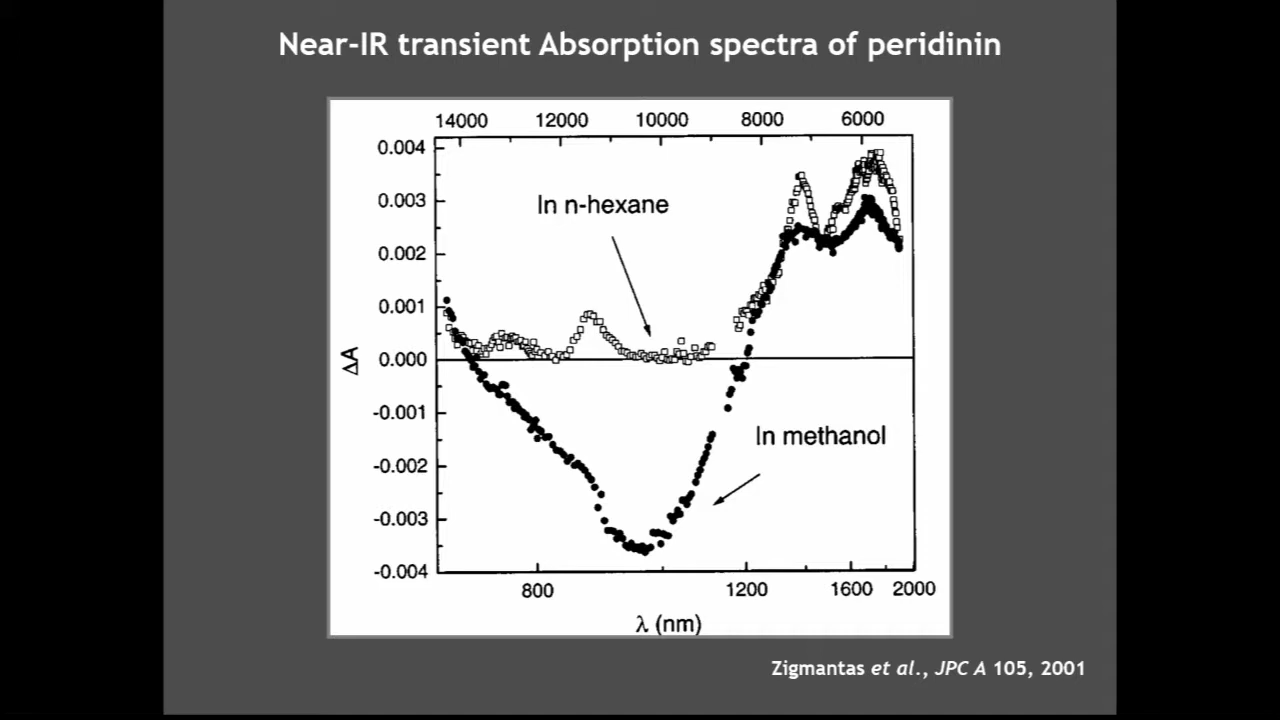 Near-IR transient Absorption spectra of peridinin
14000 12000 10000 8000 6000
0.004
0.003
0.002
0.001
0.000
-0.001
-0.002
-0.003
-0.004
ΔA
In n-hexane
In methanol
800 1200 1600 2000
λ (nm)
Zigmantas et al., JPC A 105, 2001